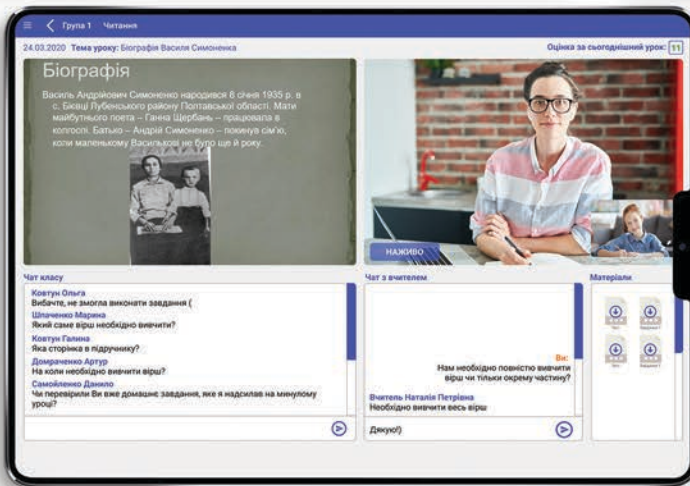 Група 1 Читання
24.03.2020 Тема уроку: Біографія Василя Симоненка
Оцінка за сьогоднішній урок: 11
Біографія
Василь Андрійович Симоненко народився 8 січня 1935 р. в
с. Бієвці Лубенського району Полтавської області. Мати
майбутнього поета – Ганна Щербань – працювала в
колгоспі. Батько – Андрій Симоненко – покинув сім'ю,
коли маленькому Василькові не було ще й року.
НАЖИВО
Чат класу
Ковтун Ольга
Вибачте, не змогла виконати завдання (
Шпаченко Марина
Який саме вірш необхідно вивчити?
Ковтун Галина
Яка сторінка в підручнику?
Домраченко Артур
На коли необхідно вивчити вірш?
Самойленко Данило
Чи перевірили Ви вже домашнє завдання, яке я надсилав на минулому
уроці?
Чат з вчителем
Ви:
Нам необхідно повністю вивчити
вірш чи тільки окрему частину?
Вчитель Наталія Петрівна
Необхідно вивчити весь вірш
Дякую!)
Матеріали